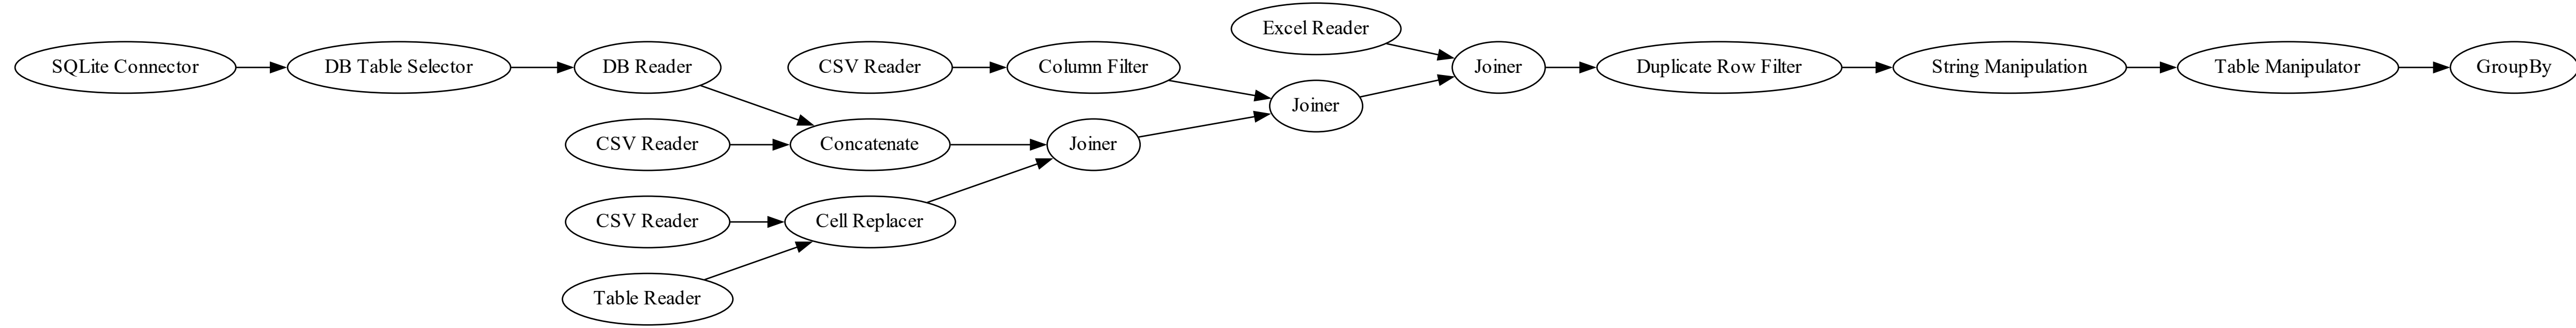 Excel Reader
SQLite Connector
DB Table Selector
DB Reader
CSV Reader
Column Filter
Joiner
Duplicate Row Filter
String Manipulation
Table Manipulator
GroupBy
Joiner
CSV Reader
Concatenate
Joiner
CSV Reader
Cell Replacer
Table Reader